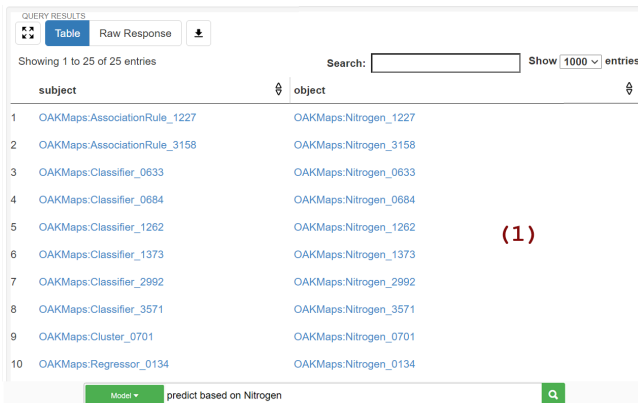 QUERY RESULTS
Table Raw Response
Showing 1 to 25 of 25 entries Search: Show 1000 entries
subject object
1 OAKMaps:AssociationRule_1227 OAKMaps:Nitrogen_1227
2 OAKMaps:AssociationRule_3158 OAKMaps:Nitrogen_3158
3 OAKMaps:Classifier_0633 OAKMaps:Nitrogen_0633
4 OAKMaps:Classifier_0684 OAKMaps:Nitrogen_0684
5 OAKMaps:Classifier_1262 OAKMaps:Nitrogen_1262
(1)
6 OAKMaps:Classifier_1373 OAKMaps:Nitrogen_1373
7 OAKMaps:Classifier_2992 OAKMaps:Nitrogen_2992
8 OAKMaps:Classifier_3571 OAKMaps:Nitrogen_3571
9 OAKMaps:Cluster_0701 OAKMaps:Nitrogen_0701
10 OAKMaps:Regressor_0134 OAKMaps:Nitrogen_0134
Model predict based on Nitrogen